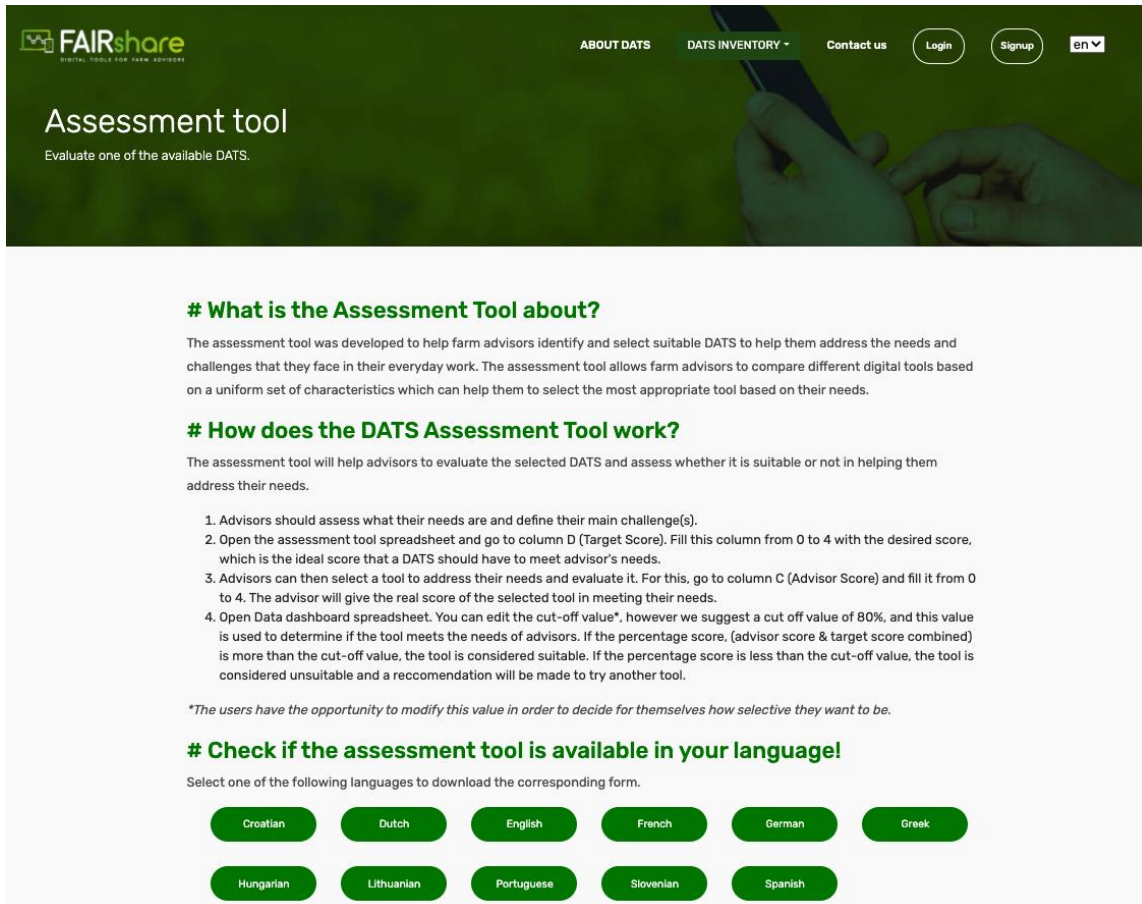 FAIRshare
DIGITAL TOOLS FOR FARM ADVISORS
ABOUT DATS
DATS INVENTORY
Contact us
Login
Signup
en
Assessment tool
Evaluate one of the available DATS.
# What is the Assessment Tool about?
The assessment tool was developed to help farm advisors identify and select suitable DATS to help them address the needs and
challenges that they face in their everyday work. The assessment tool allows farm advisors to compare different digital tools based
on a uniform set of characteristics which can help them to select the most appropriate tool based on their needs.
# How does the DATS Assessment Tool work?
The assessment tool will help advisors to evaluate the selected DATS and assess whether it is suitable or not in helping them
address their needs.
1. Advisors should assess what their needs are and define their main challenge(s).
2. Open the assessment tool spreadsheet and go to column D (Target Score). Fill this column from 0 to 4 with the desired score,
which is the ideal score that a DATS should have to meet advisor's needs.
3. Advisors can then select a tool to address their needs and evaluate it. For this, go to column C (Advisor Score) and fill it from 0
to 4. The advisor will give the real score of the selected tool in meeting their needs.
4. Open Data dashboard spreadsheet. You can edit the cut-off value*, however we suggest a cut off value of 80%, and this value
is used to determine if the tool meets the needs of advisors. If the percentage score, (advisor score & target score combined)
is more than the cut-off value, the tool is considered suitable. If the percentage score is less than the cut-off value, the tool is
considered unsuitable and a reccomendation will be made to try another tool.
*The users have the opportunity to modify this value in order to decide for themselves how selective they want to be.
# Check if the assessment tool is available in your language!
Select one of the following languages to download the corresponding form.
Croatian
Dutch
English
French
German
Greek
Hungarian
Lithuanian
Portuguese
Slovenian
Spanish